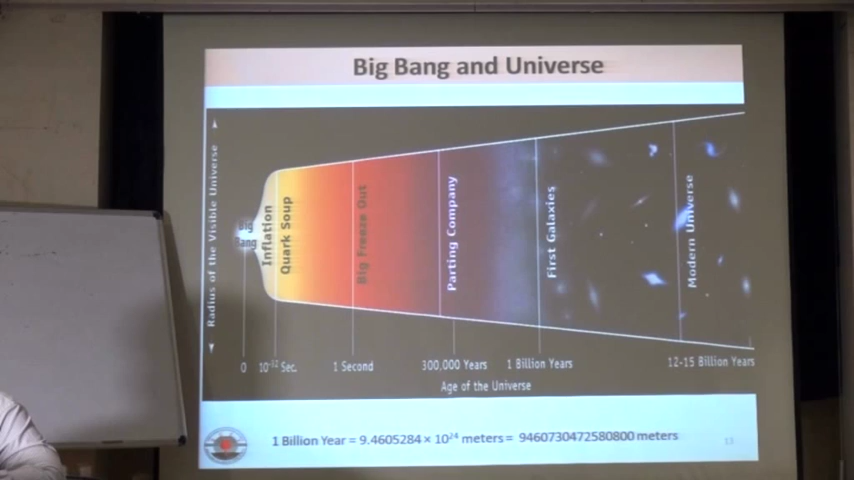 Big Bang and Universe
Radius of the Visible Universe
Big
Bang
Inflation
Quark Soup
Big Freeze Out
Parting Company
First Galaxies
Modern Universe
0 10⁻³² Sec. 1 Second 300,000 Years 1 Billion Years 12-15 Billion Years
Age of the Universe
1 Billion Year = 9.4605284 × 10²⁴ meters = 9460730472580800 meters
13